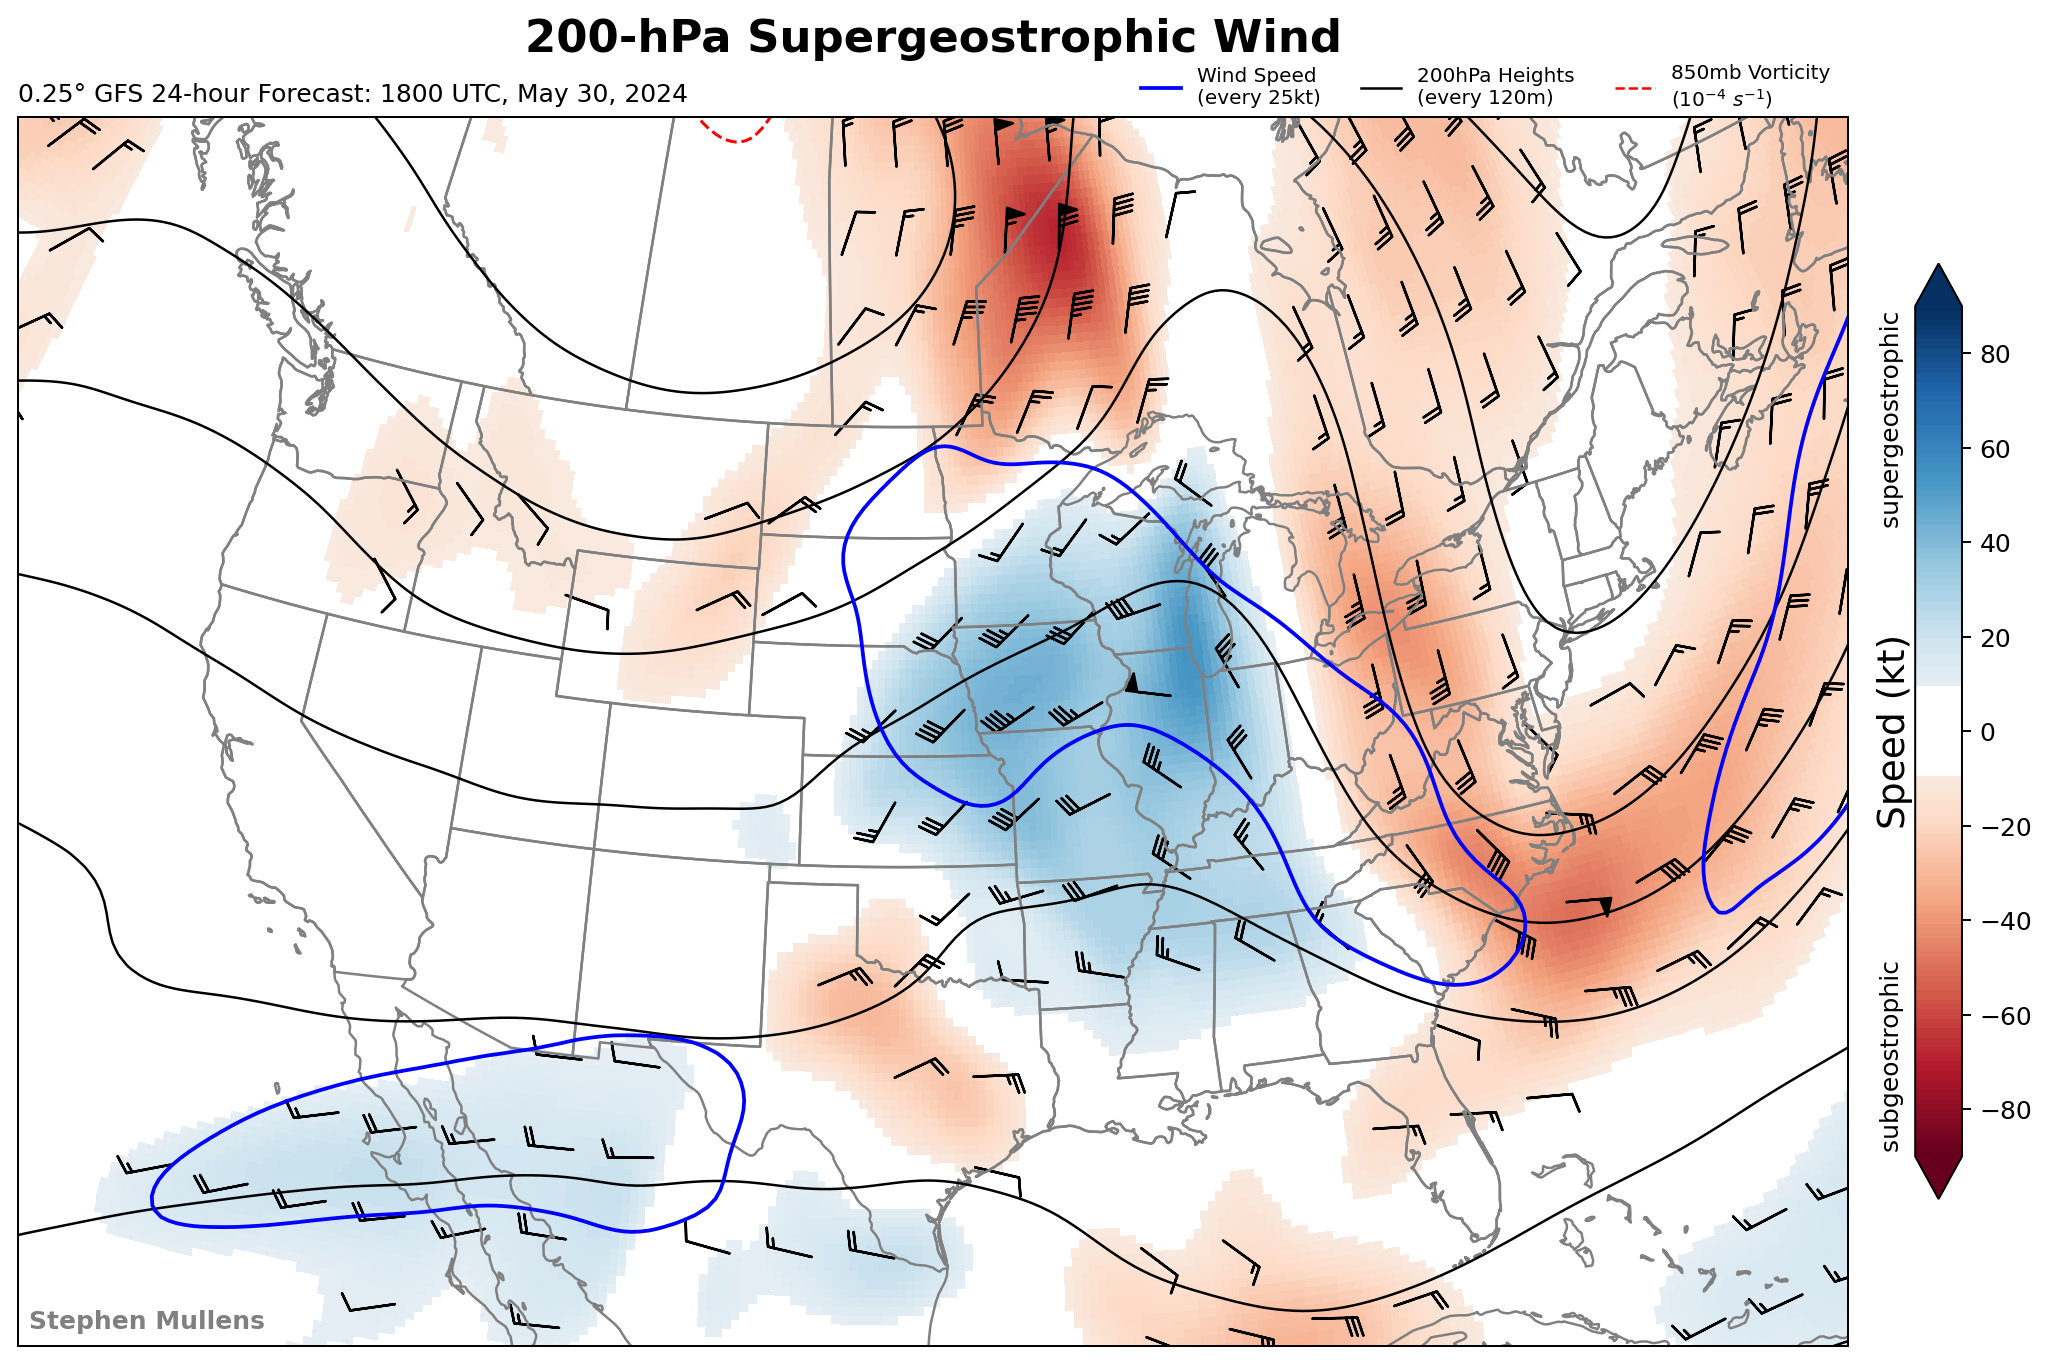 200-hPa Supergeostrophic Wind
0.25° GFS 24-hour Forecast: 1800 UTC, May 30, 2024
Wind Speed
(every 25kt)
200hPa Heights
(every 120m)
850mb Vorticity
(10⁻⁴ s⁻¹)
supergeostrophic
Speed (kt)
subgeostrophic
80
60
40
20
0
−20
−40
−60
−80
Stephen Mullens